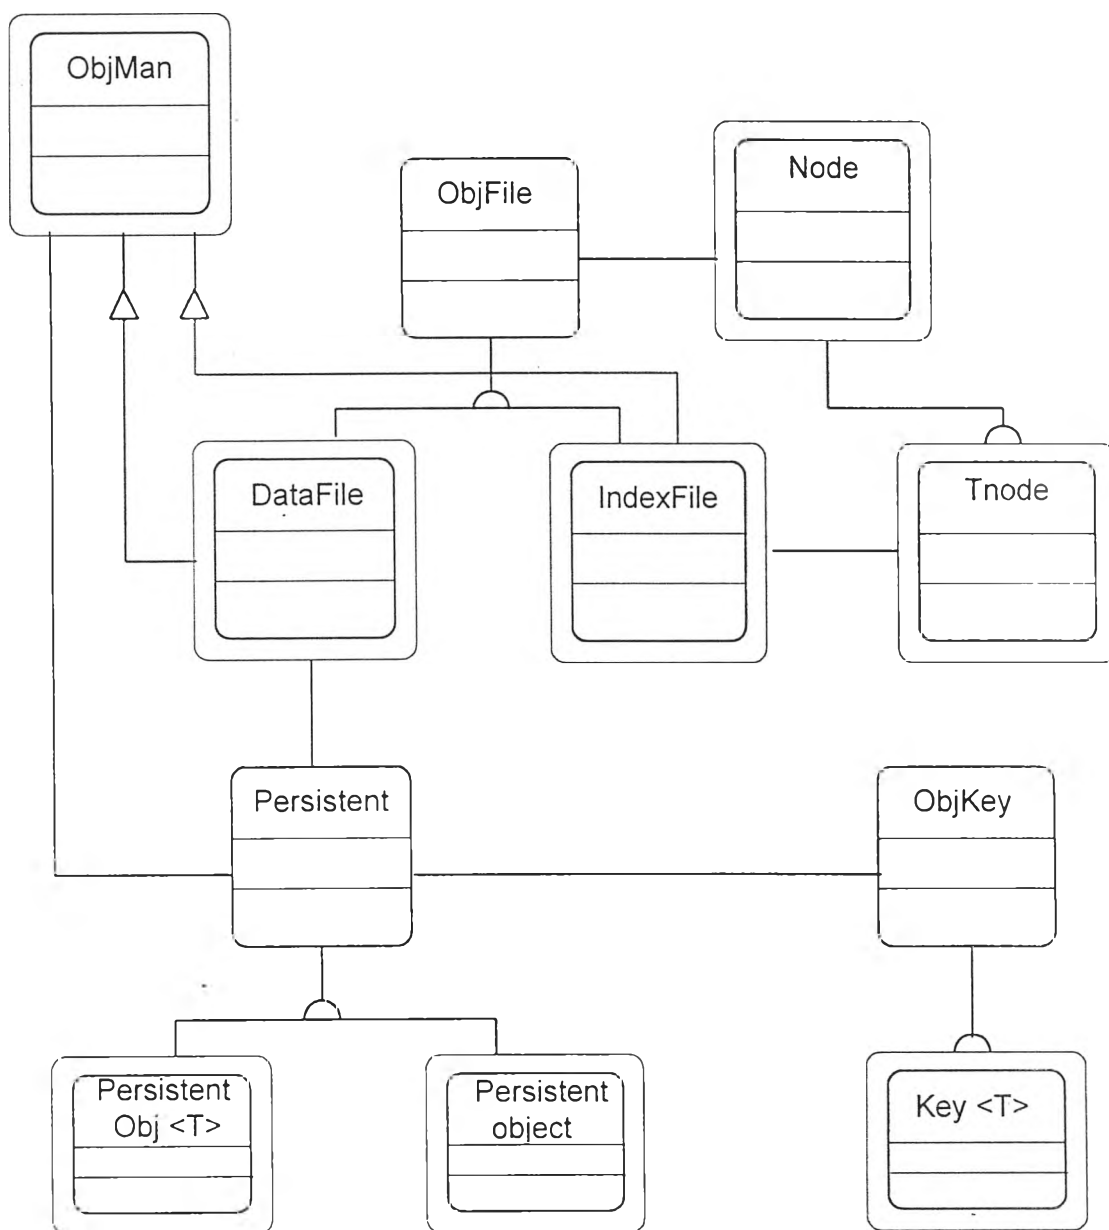 ObjMan
ObjFile
Node
DataFile
IndexFile
Tnode
Persistent
ObjKey
Persistent
Obj <T>
Persistent
object
Key <T>